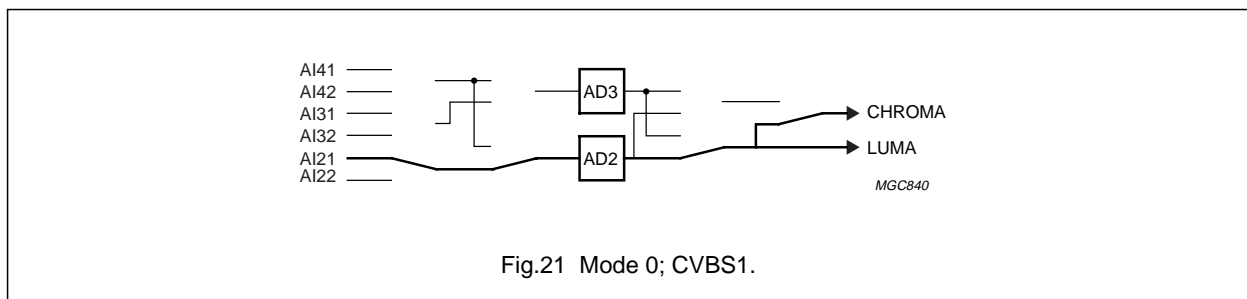 AI41
AI42
AI31
AI32
AI21
AI22
AD3
AD2
CHROMA
LUMA
MGC840
Fig.21 Mode 0; CVBS1.